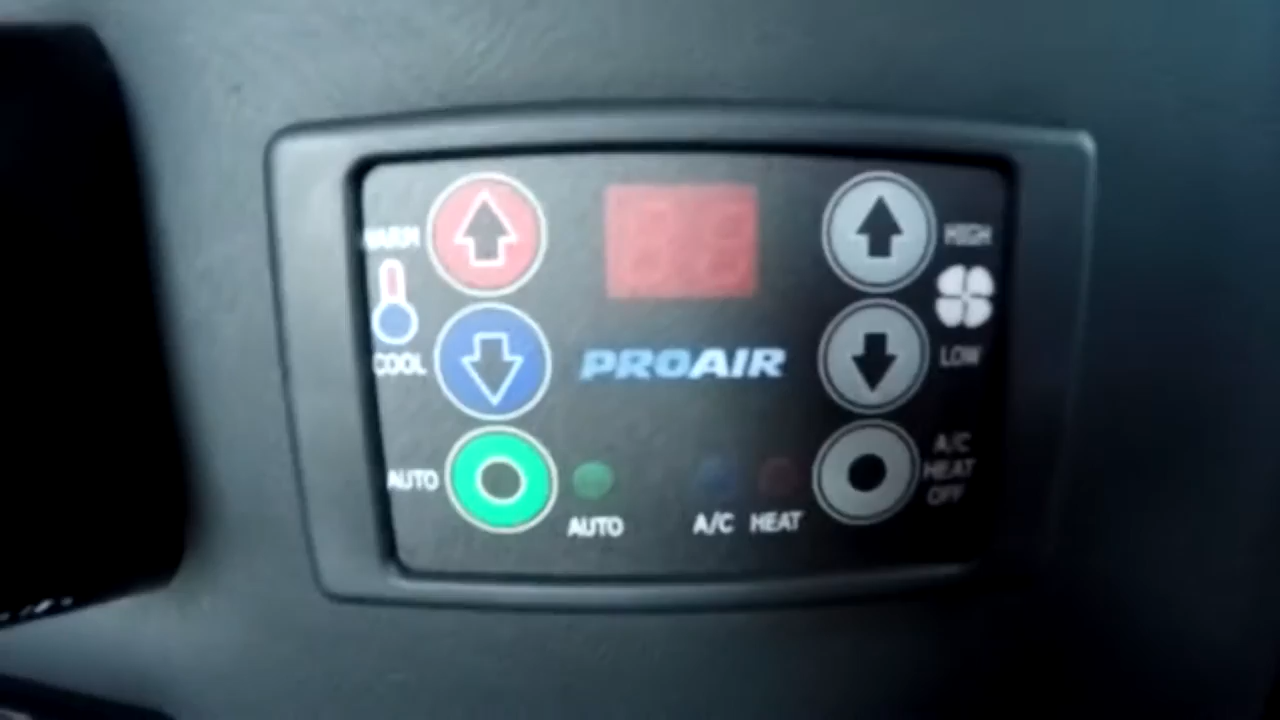 WARM
HIGH
COOL
PROAIR
LOW
AUTO
A/C
HEAT
OFF
AUTO
A/C HEAT